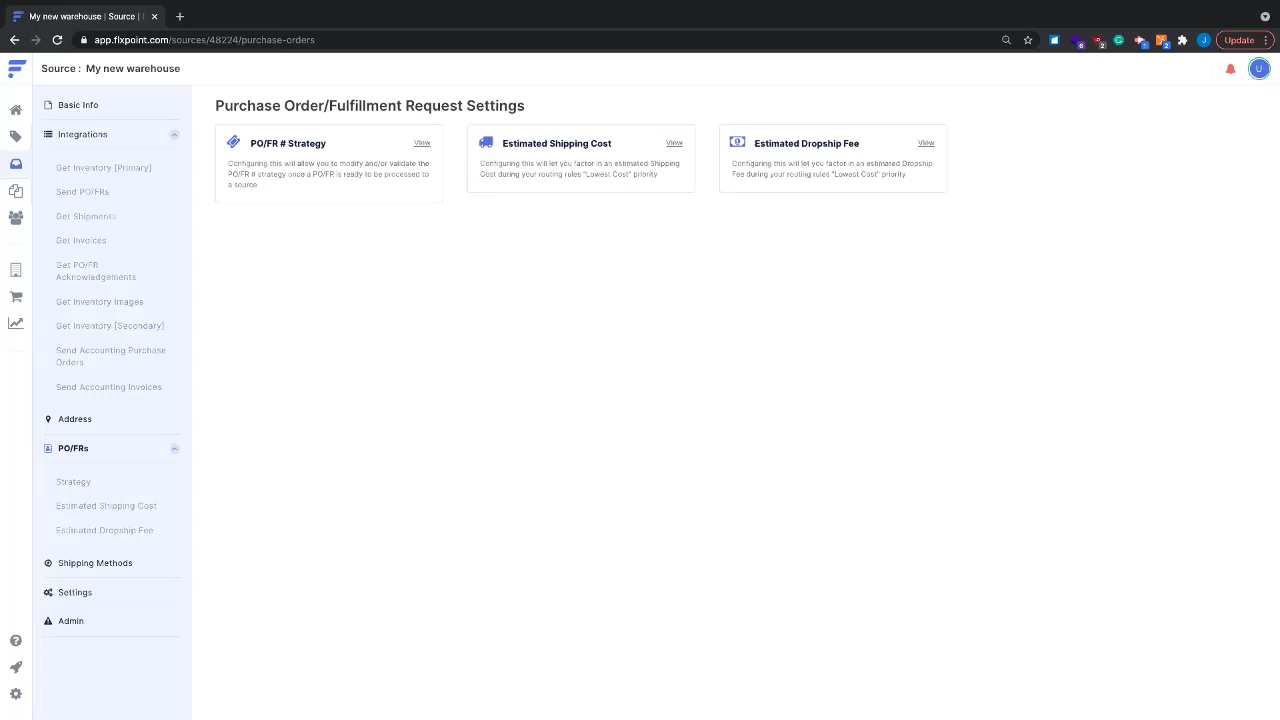 My new warehouse | Source |
app.flxpoint.com/sources/48224/purchase-orders
6
2
1
2
J
Update
Source : My new warehouse
U
Basic Info
Integrations
Get Inventory [Primary]
Send PO/FRs
Get Shipments
Get Invoices
Get PO/FR
Acknowledgements
Get Inventory Images
Get Inventory [Secondary]
Send Accounting Purchase
Orders
Send Accounting Invoices
Address
PO/FRs
Strategy
Estimated Shipping Cost
Estimated Dropship Fee
Shipping Methods
Settings
Admin
Purchase Order/Fulfillment Request Settings
PO/FR # Strategy
View
Configuring this will allow you to modify and/or validate the
PO/FR # strategy once a PO/FR is ready to be processed to
a source
Estimated Shipping Cost
View
Configuring this will let you factor in an estimated Shipping
Cost during your routing rules "Lowest Cost" priority
Estimated Dropship Fee
View
Configuring this will let you factor in an estimated Dropship
Fee during your routing rules "Lowest Cost" priority